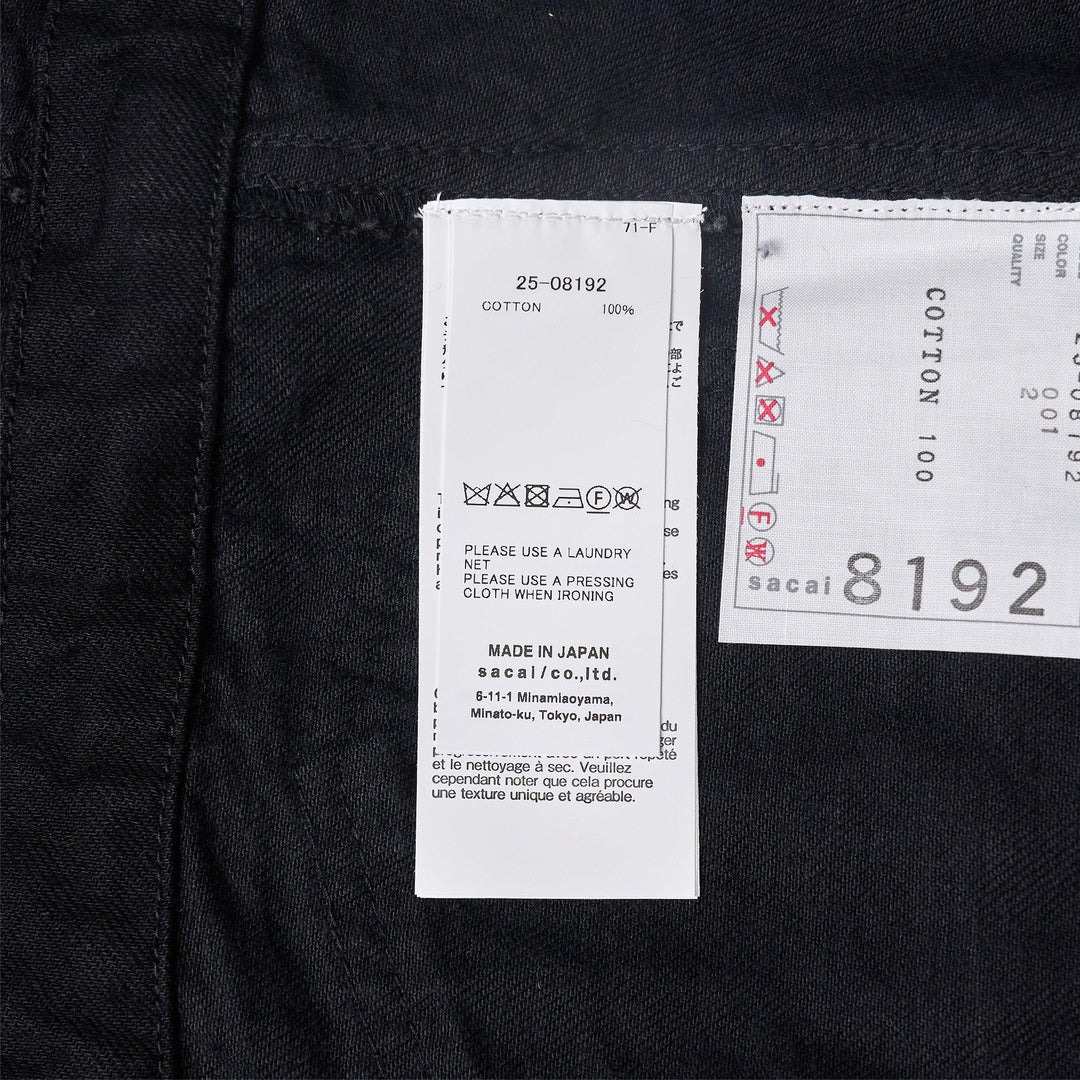 71-F
25-08192
COTTON 100%
PLEASE USE A LAUNDRY
NET
PLEASE USE A PRESSING
CLOTH WHEN IRONING
MADE IN JAPAN
sacai/co.,ltd.
6-11-1 Minamiaoyama,
Minato-ku, Tokyo, Japan
du
et le nettoyage à sec. Veuillez
cependant noter que cela procure
une texture unique et agréable.
COLOR 001
SIZE 2
QUALITY
COTTON 100
F
W
sacai 8192